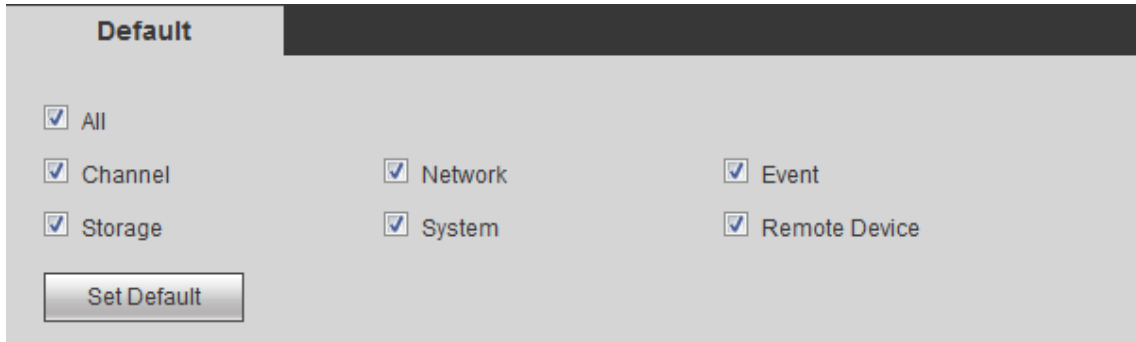 Default
All
Channel Network Event
Storage System Remote Device
Set Default